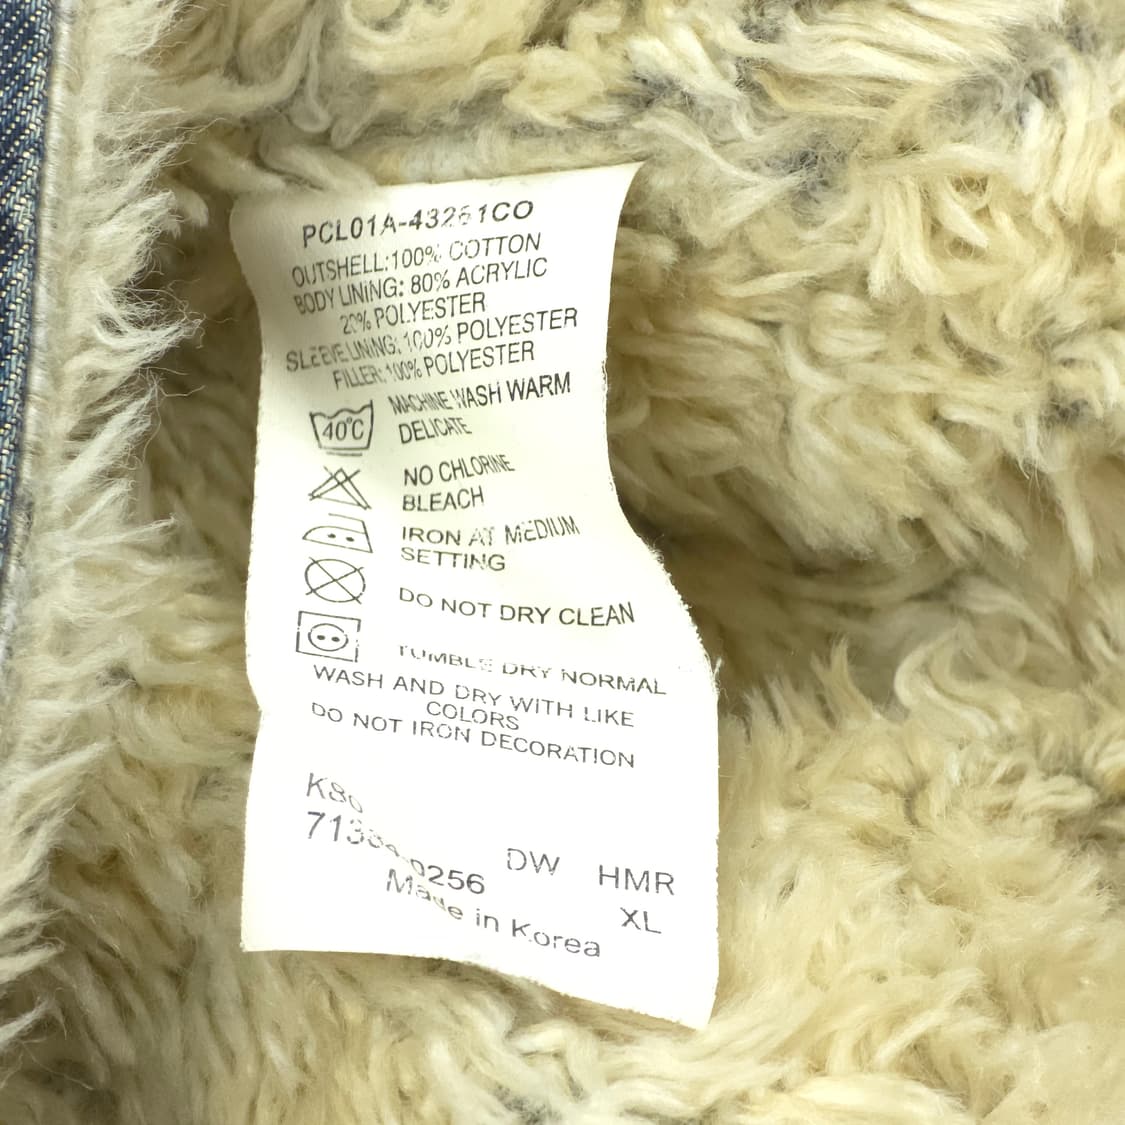 PCL01A-43261CO
OUTSHELL:100% COTTON
BODY LINING: 80% ACRYLIC
20% POLYESTER
SLEEVE LINING: 100% POLYESTER
FILLER: 100% POLYESTER
40°C MACHINE WASH WARM
DELICATE
NO CHLORINE
BLEACH
IRON AT MEDIUM
SETTING
DO NOT DRY CLEAN
TUMBLE DRY NORMAL
WASH AND DRY WITH LIKE
COLORS
DO NOT IRON DECORATION
DW HMR
XL
Made in Korea